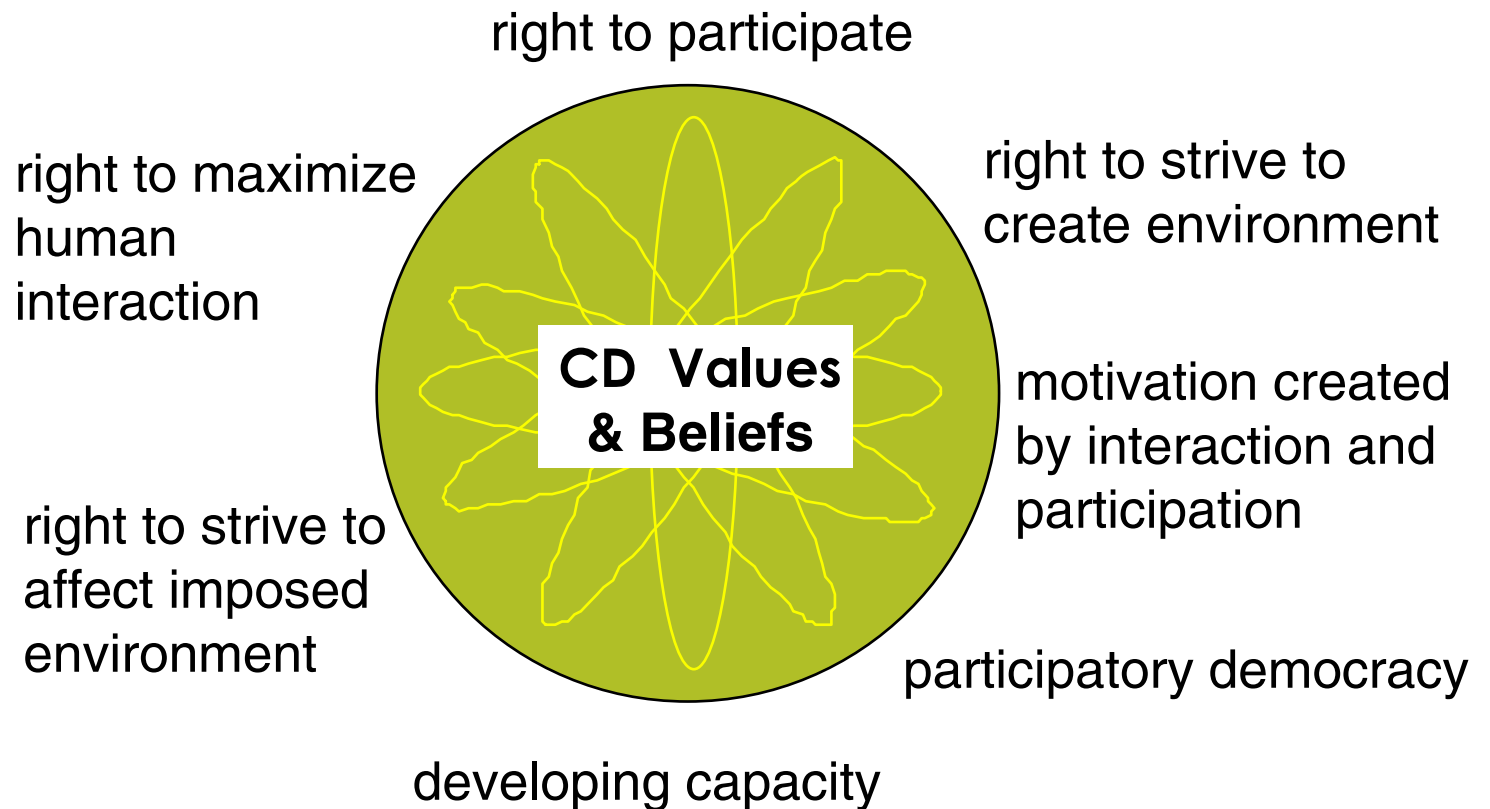 right to participate
right to maximize
human
interaction
right to strive to
create environment
CD Values
& Beliefs
motivation created
by interaction and
participation
right to strive to
affect imposed
environment
participatory democracy
developing capacity